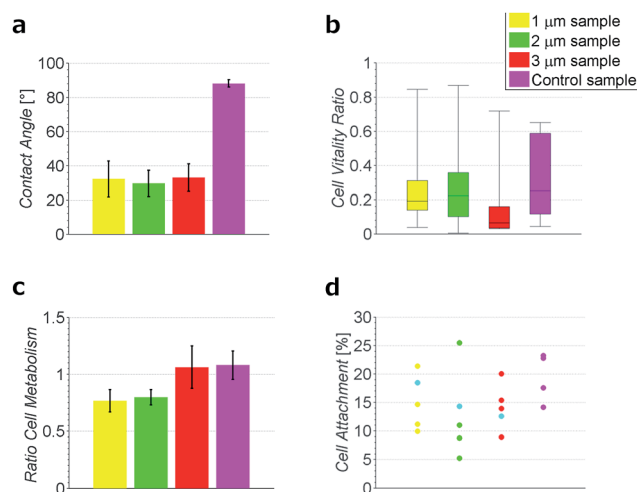 a
b
1 μm sample
2 μm sample
3 μm sample
Control sample
Contact Angle [°]
100
80
60
40
20
0
Cell Vitality Ratio
1
0.8
0.6
0.4
0.2
0
c
d
Ratio Cell Metabolism
1.5
1
0.5
0
Cell Attachment [%]
30
25
20
15
10
5
0